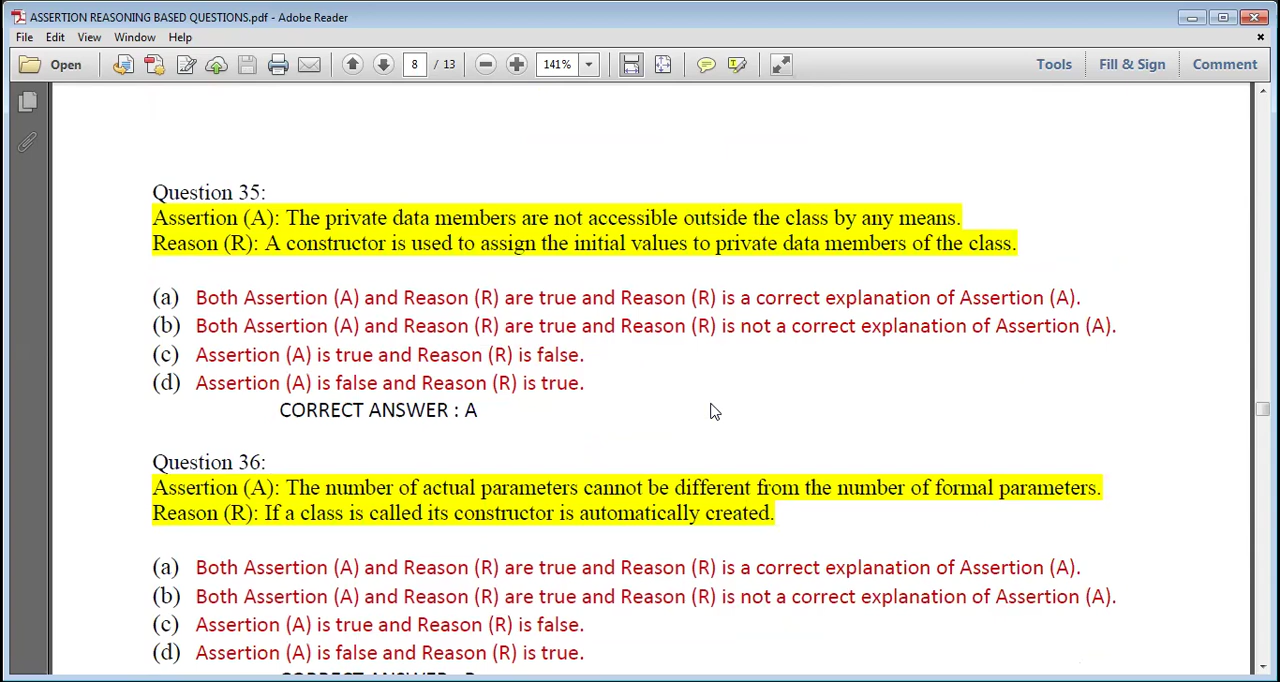 ASSERTION REASONING BASED QUESTIONS.pdf - Adobe Reader
File Edit View Window Help
Open 8 / 13 141% Tools Fill & Sign Comment
Question 35:
Assertion (A): The private data members are not accessible outside the class by any means.
Reason (R): A constructor is used to assign the initial values to private data members of the class.
(a) Both Assertion (A) and Reason (R) are true and Reason (R) is a correct explanation of Assertion (A).
(b) Both Assertion (A) and Reason (R) are true and Reason (R) is not a correct explanation of Assertion (A).
(c) Assertion (A) is true and Reason (R) is false.
(d) Assertion (A) is false and Reason (R) is true.
CORRECT ANSWER : A
Question 36:
Assertion (A): The number of actual parameters cannot be different from the number of formal parameters.
Reason (R): If a class is called its constructor is automatically created.
(a) Both Assertion (A) and Reason (R) are true and Reason (R) is a correct explanation of Assertion (A).
(b) Both Assertion (A) and Reason (R) are true and Reason (R) is not a correct explanation of Assertion (A).
(c) Assertion (A) is true and Reason (R) is false.
(d) Assertion (A) is false and Reason (R) is true.
CORRECT ANSWER :